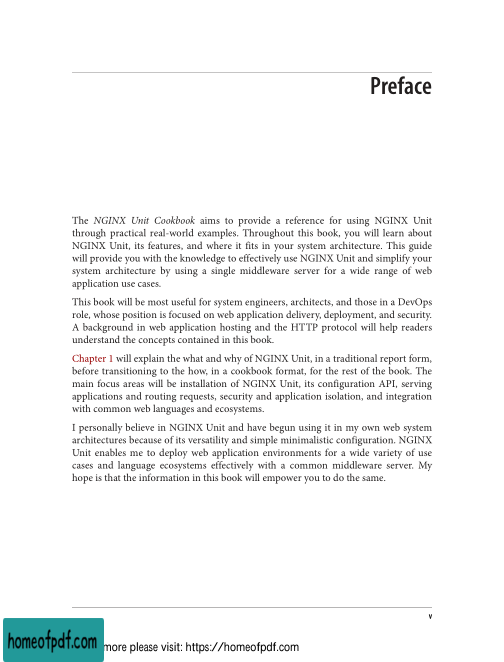 Preface
The NGINX Unit Cookbook aims to provide a reference for using NGINX Unit
through practical real-world examples. Throughout this book, you will learn about
NGINX Unit, its features, and where it fits in your system architecture. This guide
will provide you with the knowledge to effectively use NGINX Unit and simplify your
system architecture by using a single middleware server for a wide range of web
application use cases.
This book will be most useful for system engineers, architects, and those in a DevOps
role, whose position is focused on web application delivery, deployment, and security.
A background in web application hosting and the HTTP protocol will help readers
understand the concepts contained in this book.
Chapter 1 will explain the what and why of NGINX Unit, in a traditional report form,
before transitioning to the how, in a cookbook format, for the rest of the book. The
main focus areas will be installation of NGINX Unit, its configuration API, serving
applications and routing requests, security and application isolation, and integration
with common web languages and ecosystems.
I personally believe in NGINX Unit and have begun using it in my own web system
architectures because of its versatility and simple minimalistic configuration. NGINX
Unit enables me to deploy web application environments for a wide variety of use
cases and language ecosystems effectively with a common middleware server. My
hope is that the information in this book will empower you to do the same.
v
homeofpdf.com
more please visit: https://homeofpdf.com